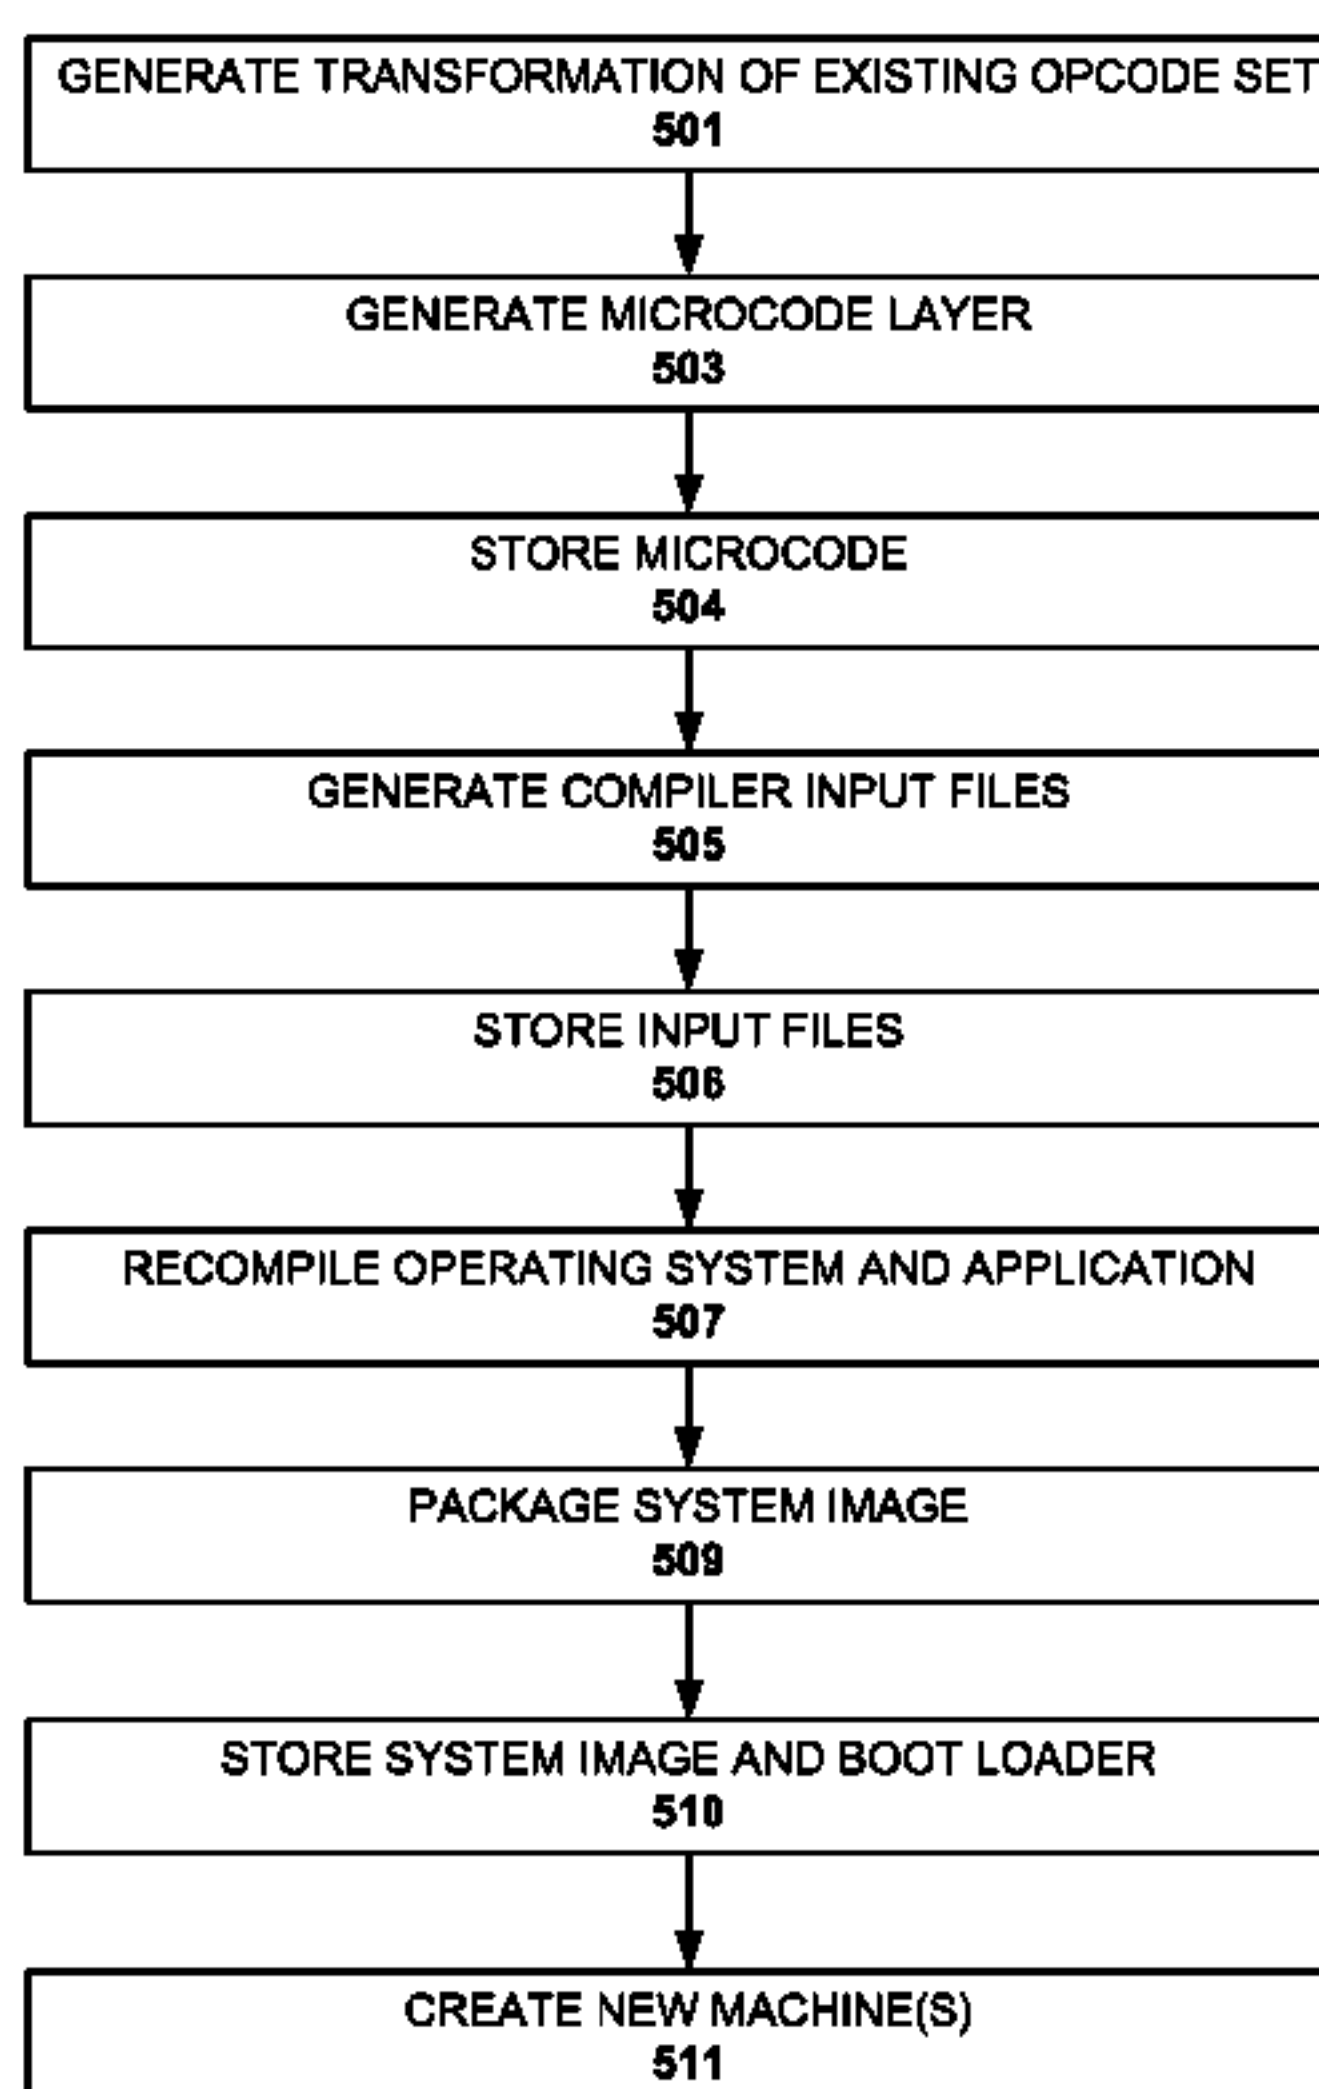 GENERATE TRANSFORMATION OF EXISTING OPCODE SET
501
GENERATE MICROCODE LAYER
503
STORE MICROCODE
504
GENERATE COMPILER INPUT FILES
505
STORE INPUT FILES
506
RECOMPILE OPERATING SYSTEM AND APPLICATION
507
PACKAGE SYSTEM IMAGE
509
STORE SYSTEM IMAGE AND BOOT LOADER
510
CREATE NEW MACHINE(S)
511